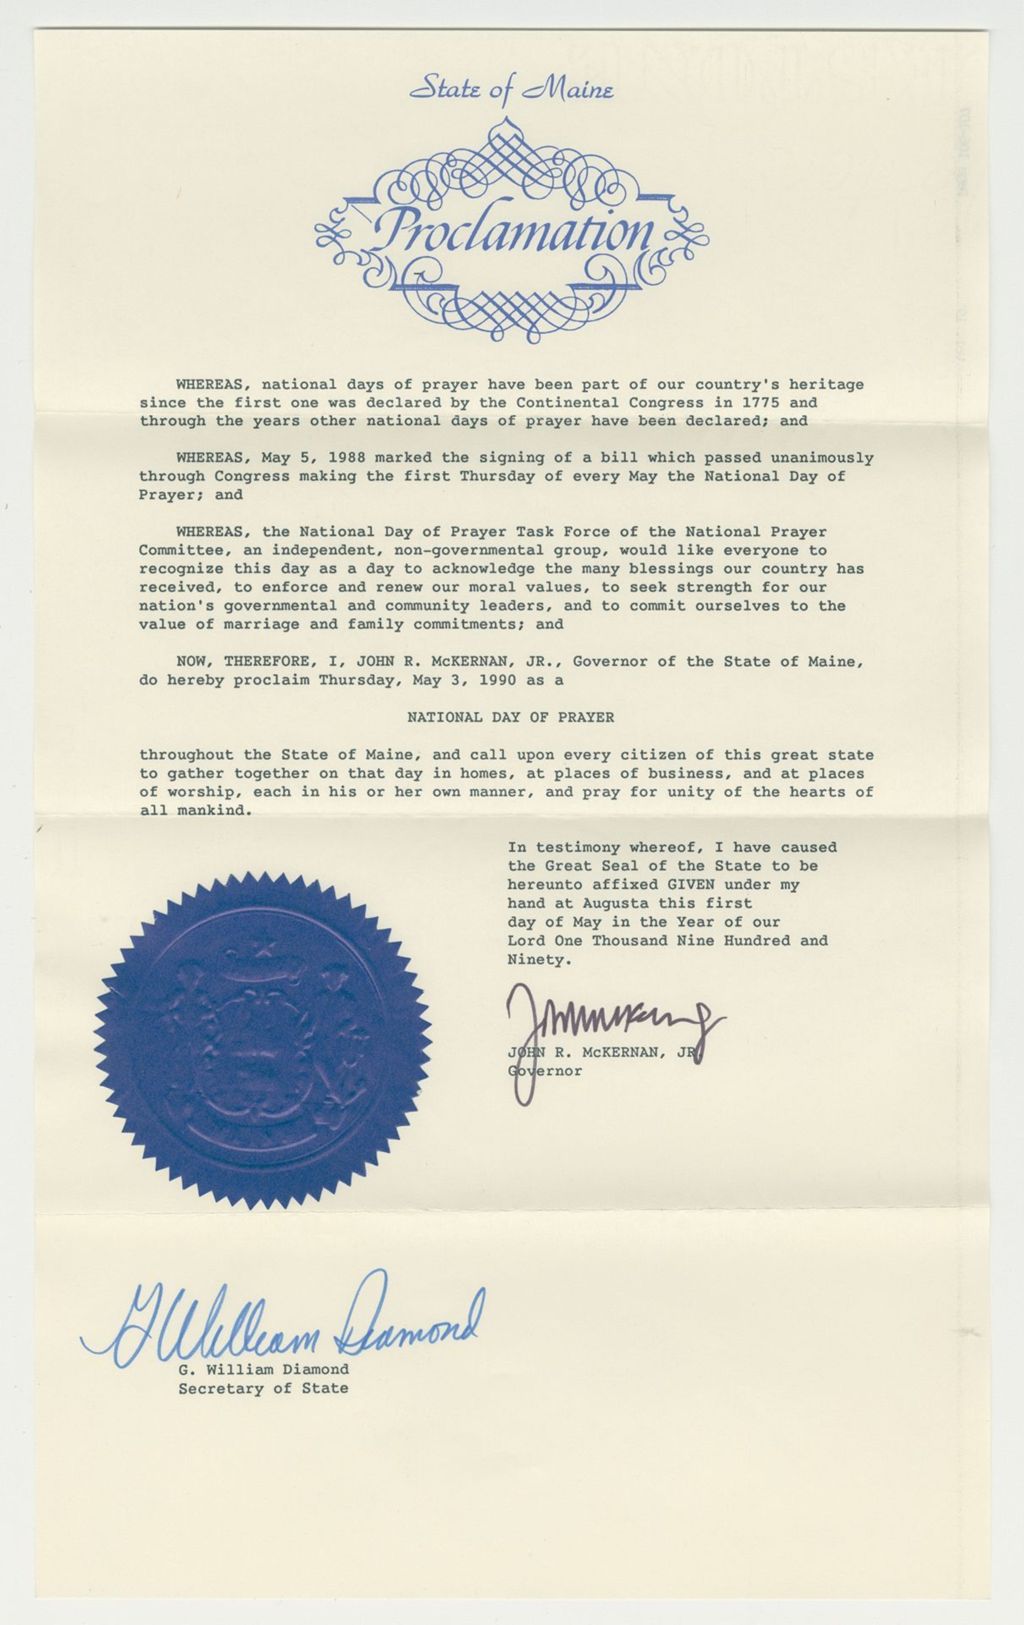 State of Maine
Proclamation
WHEREAS, national days of prayer have been part of our country's heritage
since the first one was declared by the Continental Congress in 1775 and
through the years other national days of prayer have been declared; and
WHEREAS, May 5, 1988 marked the signing of a bill which passed unanimously
through Congress making the first Thursday of every May the National Day of
Prayer; and
WHEREAS, the National Day of Prayer Task Force of the National Prayer
Committee, an independent, non-governmental group, would like everyone to
recognize this day as a day to acknowledge the many blessings our country has
received, to enforce and renew our moral values, to seek strength for our
nation's governmental and community leaders, and to commit ourselves to the
value of marriage and family commitments; and
NOW, THEREFORE, I, JOHN R. McKERNAN, JR., Governor of the State of Maine,
do hereby proclaim Thursday, May 3, 1990 as a
NATIONAL DAY OF PRAYER
throughout the State of Maine, and call upon every citizen of this great state
to gather together on that day in homes, at places of business, and at places
of worship, each in his or her own manner, and pray for unity of the hearts of
all mankind.
In testimony whereof, I have caused
the Great Seal of the State to be
hereunto affixed GIVEN under my
hand at Augusta this first
day of May in the Year of our
Lord One Thousand Nine Hundred and
Ninety.
JOHN R. McKERNAN, JR
Governor
G William Diamond
G. William Diamond
Secretary of State